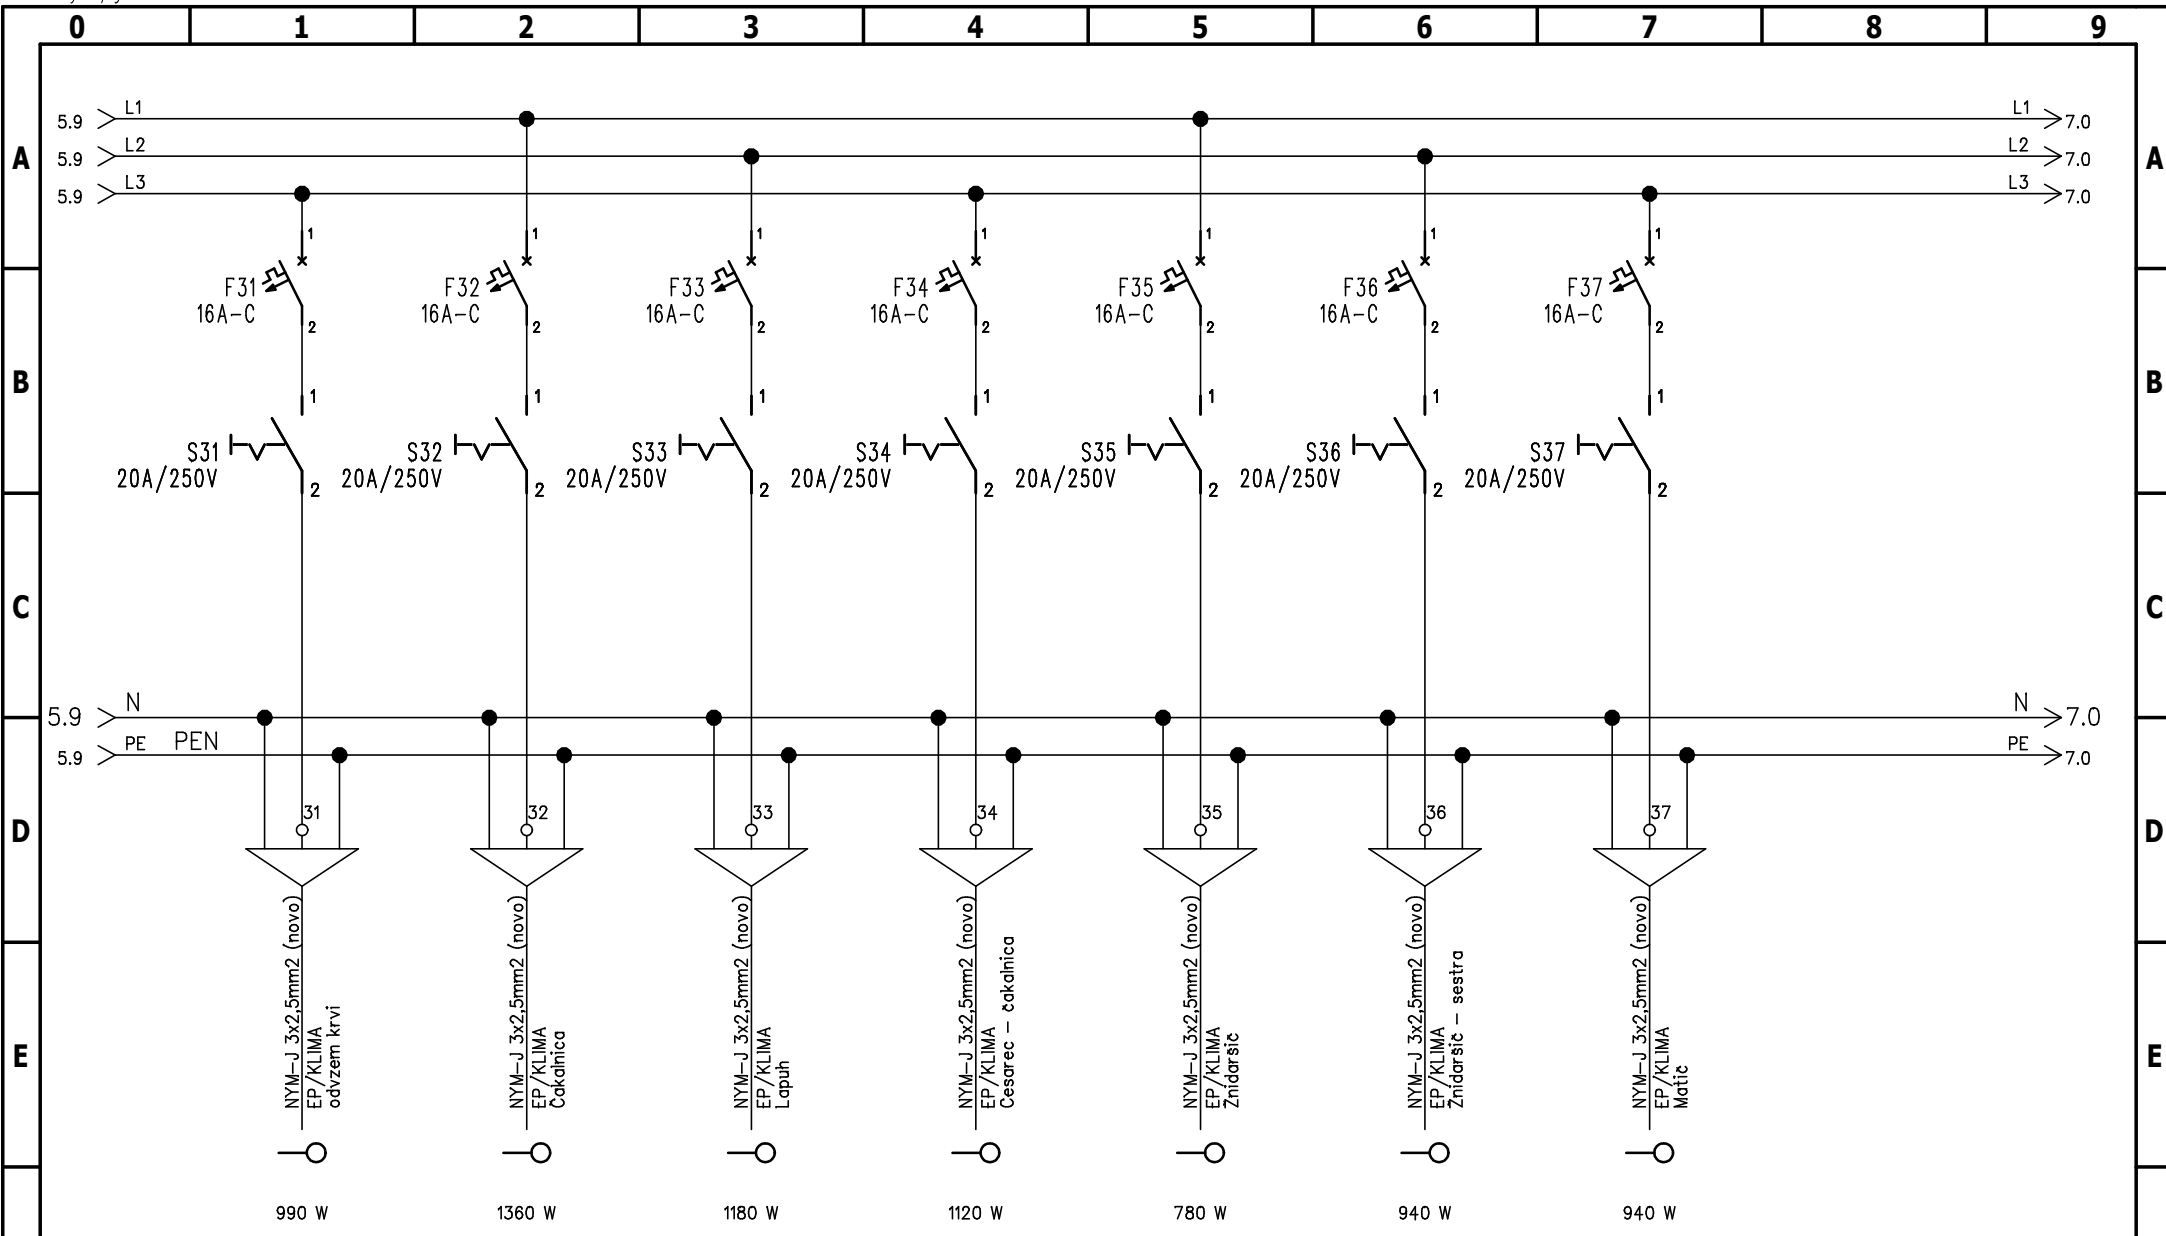 0 1 2 3 4 5 6 7 8 9
5.9 L1 L1 7.0
A 5.9 L2 L2 7.0 A
5.9 L3 L3 7.0
1 1 1 1 1 1 1
F31 F32 F33 F34 F35 F36 F37
16A-C 16A-C 16A-C 16A-C 16A-C 16A-C 16A-C
2 2 2 2 2 2 2
B B
1 1 1 1 1 1 1
S31 S32 S33 S34 S35 S36 S37
20A/250V 20A/250V 20A/250V 20A/250V 20A/250V 20A/250V 20A/250V
2 2 2 2 2 2 2
C C
5.9 N N 7.0
5.9 PE PEN PE 7.0
31 32 33 34 35 36 37
D D
NYM-J 3x2,5mm2 (novo)
EP/KLIMA
odvzem krvi
NYM-J 3x2,5mm2 (novo)
EP/KLIMA
Čakalnica
NYM-J 3x2,5mm2 (novo)
EP/KLIMA
Lapuh
NYM-J 3x2,5mm2 (novo)
EP/KLIMA
Cesarec - čakalnica
NYM-J 3x2,5mm2 (novo)
EP/KLIMA
Žnidaršič
NYM-J 3x2,5mm2 (novo)
EP/KLIMA
Žnidaršič - sestra
NYM-J 3x2,5mm2 (novo)
EP/KLIMA
Matič
E E
990 W 1360 W 1180 W 1120 W 780 W 940 W 940 W